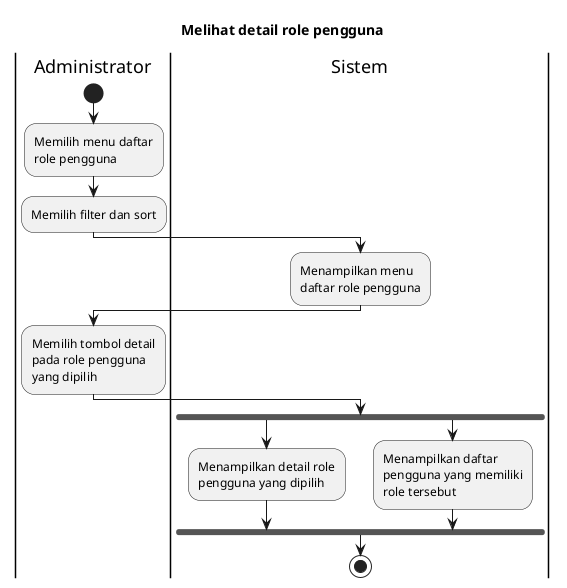 Melihat detail role pengguna
Administrator
Sistem
Memilih menu daftar
role pengguna
Memilih filter dan sort
Menampilkan menu
daftar role pengguna
Memilih tombol detail
pada role pengguna
yang dipilih
Menampilkan detail role
pengguna yang dipilih
Menampilkan daftar
pengguna yang memiliki
role tersebut